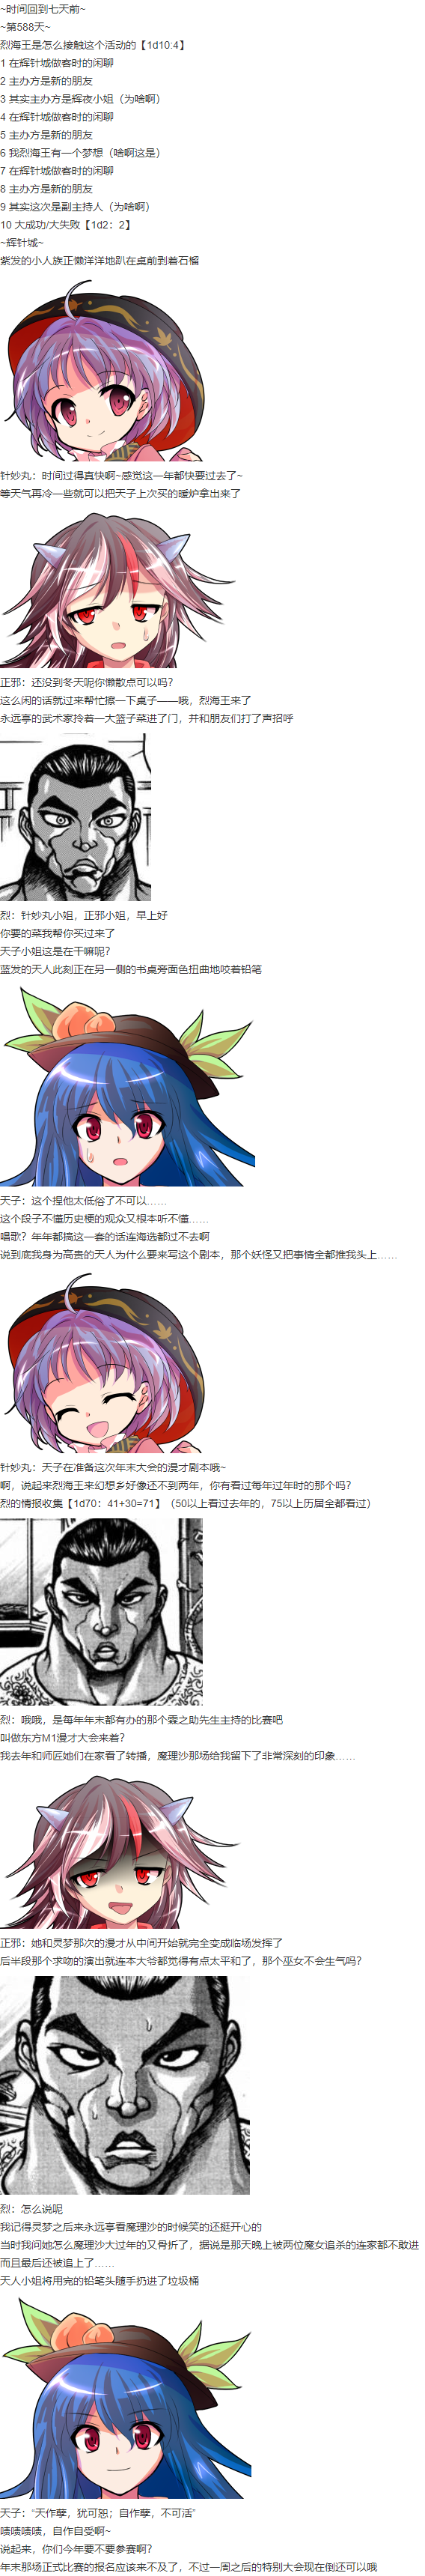 ~时间回到七天前~
~第588天~
烈海王是怎么接触这个活动的【1d10:4】
1 在辉针城做客时的闲聊
2 主办方是新的朋友
3 其实主办方是辉夜小姐（为啥啊）
4 在辉针城做客时的闲聊
5 主办方是新的朋友
6 我烈海王有一个梦想（啥啊这是）
7 在辉针城做客时的闲聊
8 主办方是新的朋友
9 其实这次是副主持人（为啥啊）
10 大成功/大失败【1d2：2】
~辉针城~
紫发的小人族正懒洋洋地趴在桌前剥着石榴
针妙丸：时间过得真快啊~感觉这一年都快要过去了~
等天气再冷一些就可以把天子上次买的暖炉拿出来了
正邪：还没到冬天呢你懒散点可以吗？
这么闲的话就过来帮忙擦一下桌子——哦，烈海王来了
永远亭的武术家拎着一大篮子菜进了门，并和朋友们打了声招呼
烈：针妙丸小姐，正邪小姐，早上好
你要的菜我帮你买过来了
天子小姐这是在干嘛呢？
蓝发的天人此刻正在另一侧的书桌旁面色扭曲地咬着铅笔
天子：这个捏他太低俗了不可以……
这个段子不懂历史梗的观众又根本听不懂……
唱歌？年年都搞这一套的话连海选都过不去啊
说到底我身为高贵的天人为什么要来写这个剧本，那个妖怪又把事情全都推我头上……
针妙丸：天子在准备这次年末大会的漫才剧本哦~
啊，说起来烈海王来幻想乡好像还不到两年，你有看过每年过年时的那个吗？
烈的情报收集【1d70：41+30=71】（50以上看过去年的，75以上历届全都看过）
烈：哦哦，是每年年末都有办的那个霖之助先生主持的比赛吧
叫做东方M1漫才大会来着？
我去年和师匠她们在家看了转播，魔理沙那场给我留下了非常深刻的印象……
正邪：她和灵梦那次的漫才从中间开始就完全变成临场发挥了
后半段那个求吻的演出就连本大爷都觉得有点太平和了，那个巫女不会生气吗？
烈：怎么说呢
我记得灵梦之后来永远亭看魔理沙的时候笑的还挺开心的
当时我问她怎么魔理沙大过年的又骨折了，据说是那天晚上被两位魔女追杀的连家都不敢进
而且最后还被追上了……
天人小姐将用完的铅笔头随手扔进了垃圾桶
天子：“天作孽，犹可恕；自作孽，不可活”
啧啧啧啧，自作自受啊~
说起来，你们今年要不要参赛啊？
年末那场正式比赛的报名应该来不及了，不过一周之后的特别大会现在倒还可以哦